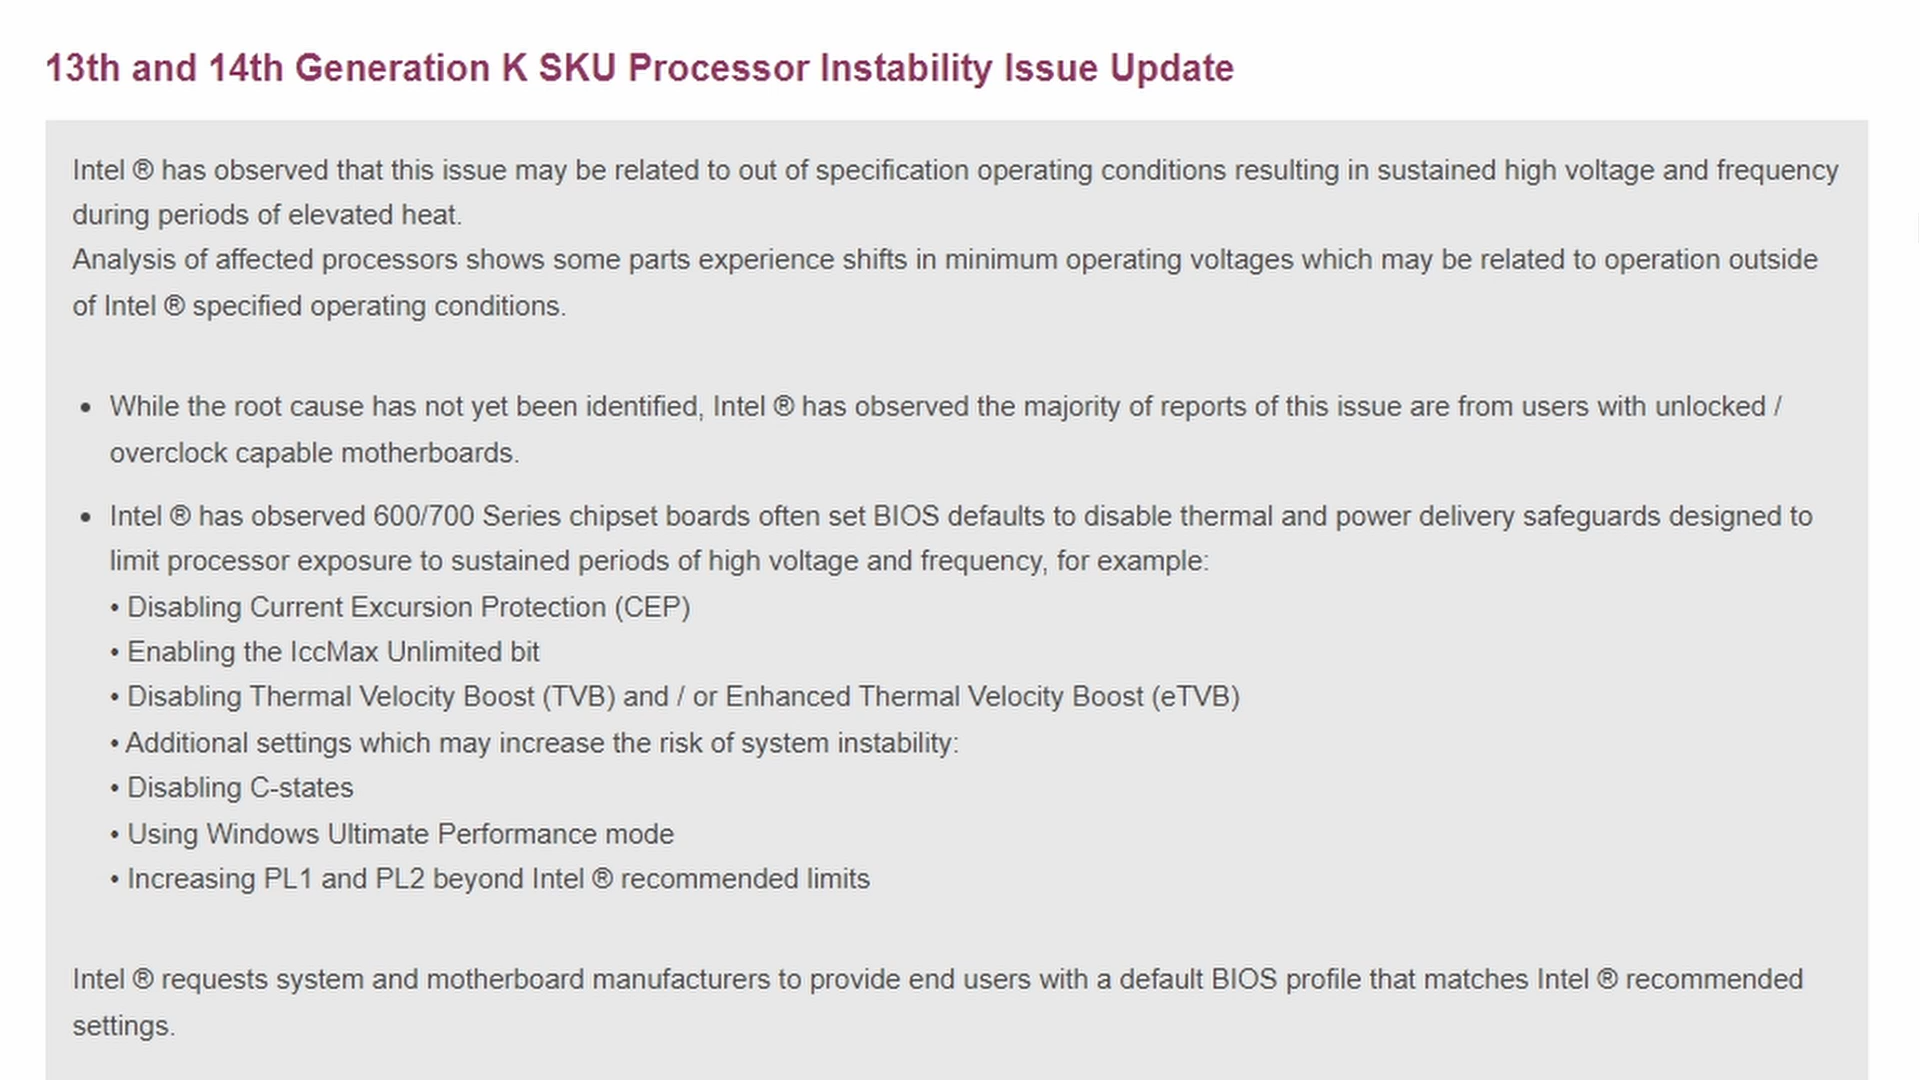 13th and 14th Generation K SKU Processor Instability Issue Update
Intel ® has observed that this issue may be related to out of specification operating conditions resulting in sustained high voltage and frequency
during periods of elevated heat.
Analysis of affected processors shows some parts experience shifts in minimum operating voltages which may be related to operation outside
of Intel ® specified operating conditions.
• While the root cause has not yet been identified, Intel ® has observed the majority of reports of this issue are from users with unlocked /
overclock capable motherboards.
• Intel ® has observed 600/700 Series chipset boards often set BIOS defaults to disable thermal and power delivery safeguards designed to
limit processor exposure to sustained periods of high voltage and frequency, for example:
• Disabling Current Excursion Protection (CEP)
• Enabling the IccMax Unlimited bit
• Disabling Thermal Velocity Boost (TVB) and / or Enhanced Thermal Velocity Boost (eTVB)
• Additional settings which may increase the risk of system instability:
• Disabling C-states
• Using Windows Ultimate Performance mode
• Increasing PL1 and PL2 beyond Intel ® recommended limits
Intel ® requests system and motherboard manufacturers to provide end users with a default BIOS profile that matches Intel ® recommended
settings.